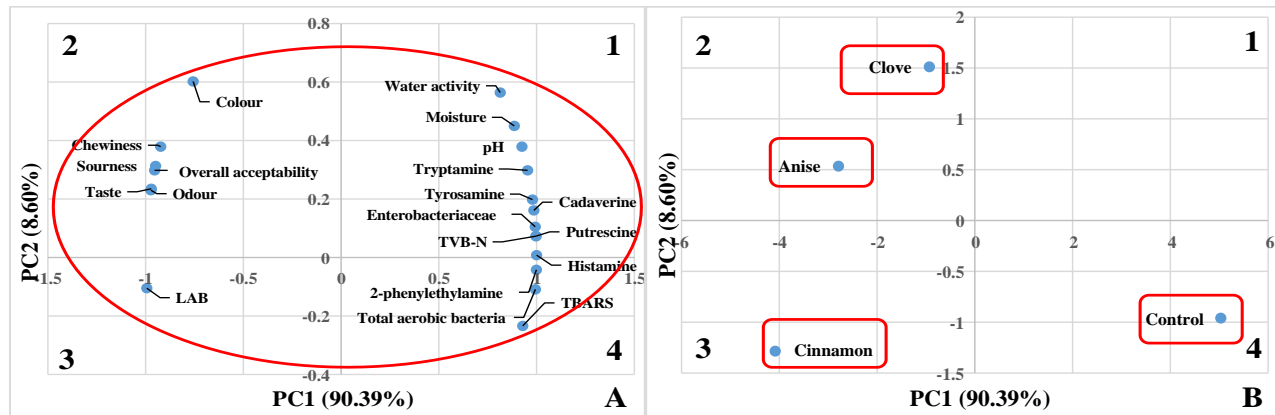 0.8
2
1
0.6
Water activity
Colour
Moisture
0.4
Chewiness
pH
Sourness
Overall acceptability
Tryptamine
Taste
Odour
0.2
Tyrosamine
Cadaverine
Enterobacteriaceae
TVB-N
Putrescine
0
-1.5
-1
-0.5
0
0.5
1
1.5
Histamine
LAB
2-phenylethylamine
TBARS
Total aerobic bacteria
-0.2
3
4
-0.4
PC2 (8.60%)
PC1 (90.39%)
A
2
2
1
Clove
1.5
1
Anise
0.5
0
-6
-4
-2
0
2
4
6
-0.5
Control
-1
3
Cinnamon
4
-1.5
PC2 (8.60%)
PC1 (90.39%)
B